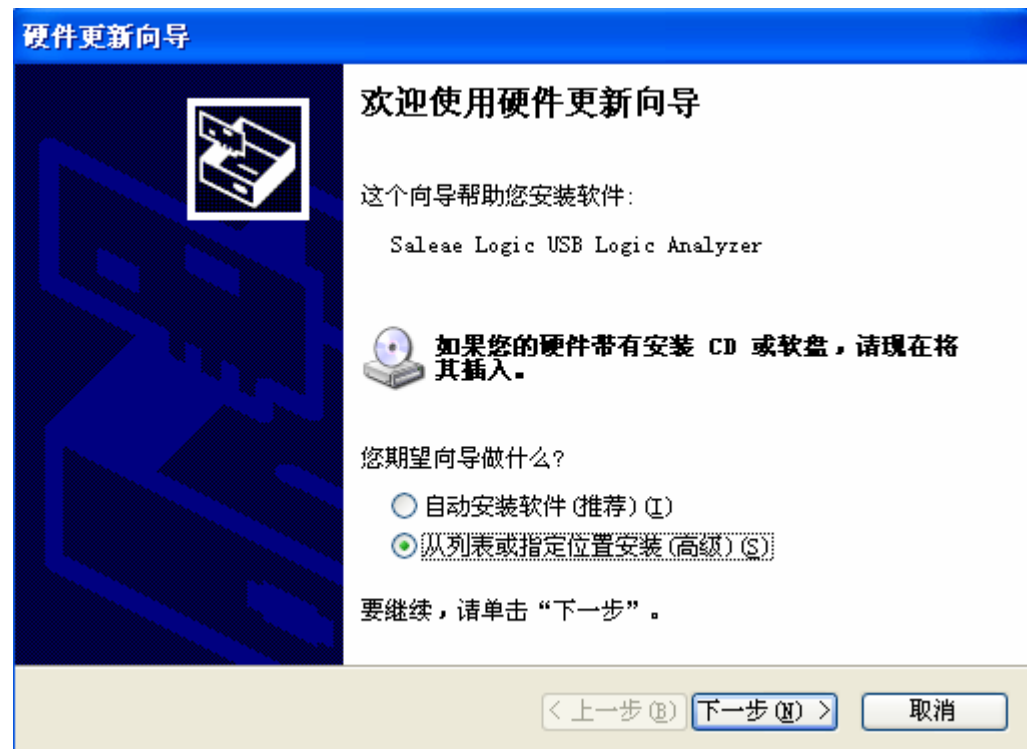 硬件更新向导
欢迎使用硬件更新向导
这个向导帮助您安装软件:
Saleae Logic USB Logic Analyzer
如果您的硬件带有安装 CD 或软盘，请现在将
其插入。
您期望向导做什么?
自动安装软件(推荐)(I)
从列表或指定位置安装(高级)(S)
要继续，请单击“下一步”。
< 上一步(B)
下一步(N) >
取消